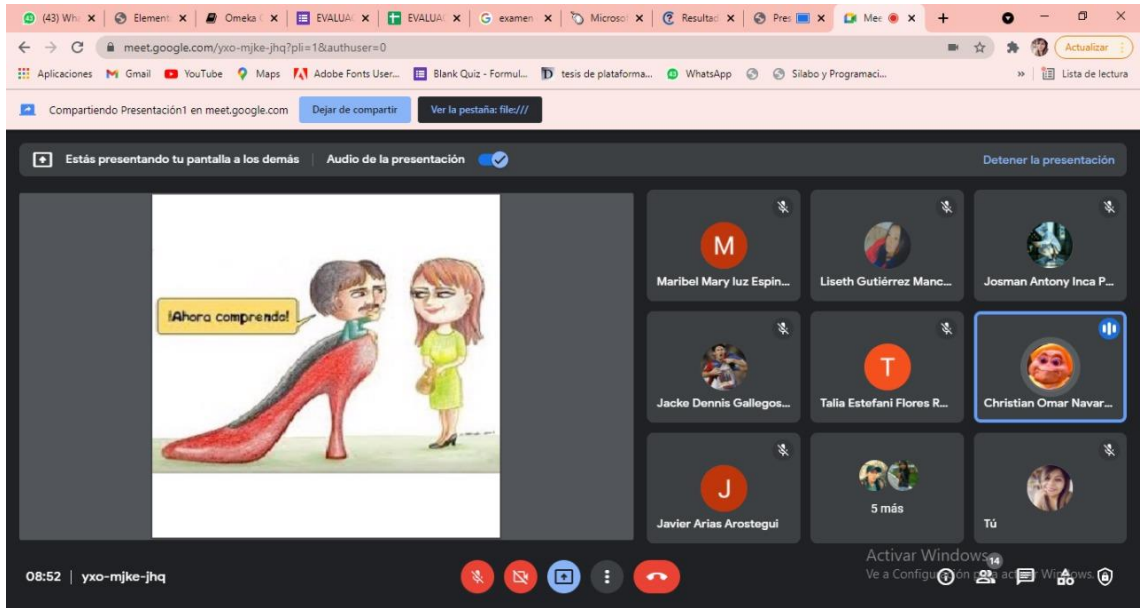 (43) Wh
Element
Omeka
EVALUA
EVALUA
examen
Microsof
Resultad
Pres
Mee
meet.google.com/yxo-mjke-jhq?pli=1&authuser=0
Actualizar
Aplicaciones
Gmail
YouTube
Maps
Adobe Fonts User...
Blank Quiz - Formul...
tesis de plataforma...
WhatsApp
Silabo y Programaci...
»
Lista de lectura
Compartiendo Presentación1 en meet.google.com
Dejar de compartir
Ver la pestaña: file:///
Estás presentando tu pantalla a los demás
Audio de la presentación
Detener la presentación
¡Ahora comprendo!
M
Maribel Mary luz Espin...
Liseth Gutiérrez Manc...
Josman Antony Inca P...
Jacke Dennis Gallegos...
T
Talia Estefani Flores R...
Christian Omar Navar...
J
Javier Arias Arostegui
5 más
Tú
08:52 | yxo-mjke-jhq
Activar Windows
14
Ve a Configu